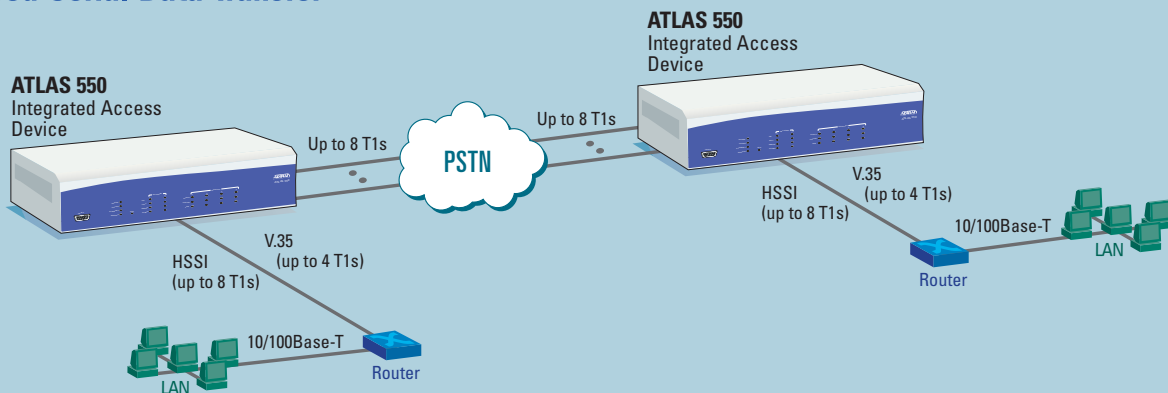 Data Transfer
ATLAS 550
Integrated Access
Device
ATLAS 550
Integrated Access
Device
Up to 8 T1s
PSTN
Up to 8 T1s
V.35
(up to 4 T1s)
HSSI
(up to 8 T1s)
V.35
(up to 4 T1s)
HSSI
(up to 8 T1s)
10/100Base-T
LAN
Router
10/100Base-T
Router
LAN